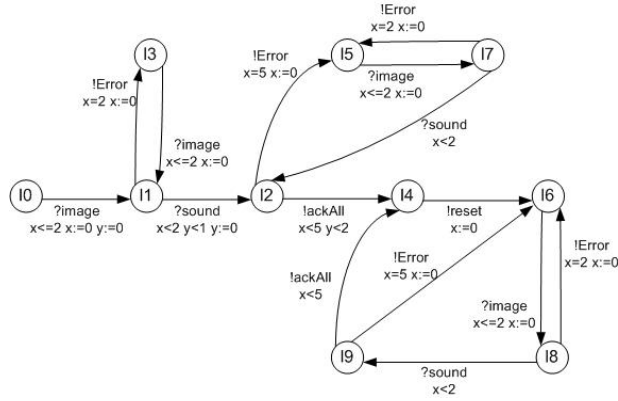 !Error
x=2 x:=0
l3
!Error
x=5 x:=0
l5
l7
!Error
x=2 x:=0
?image
x<=2 x:=0
?image
x<=2 x:=0
?sound
x<2
l0
l1
l2
l4
l6
?image
x<=2 x:=0 y:=0
?sound
x<2 y<1 y:=0
!ackAll
x<5 y<2
!reset
x:=0
!Error
x=2 x:=0
!ackAll
x<5
!Error
x=5 x:=0
?image
x<=2 x:=0
l9
l8
?sound
x<2